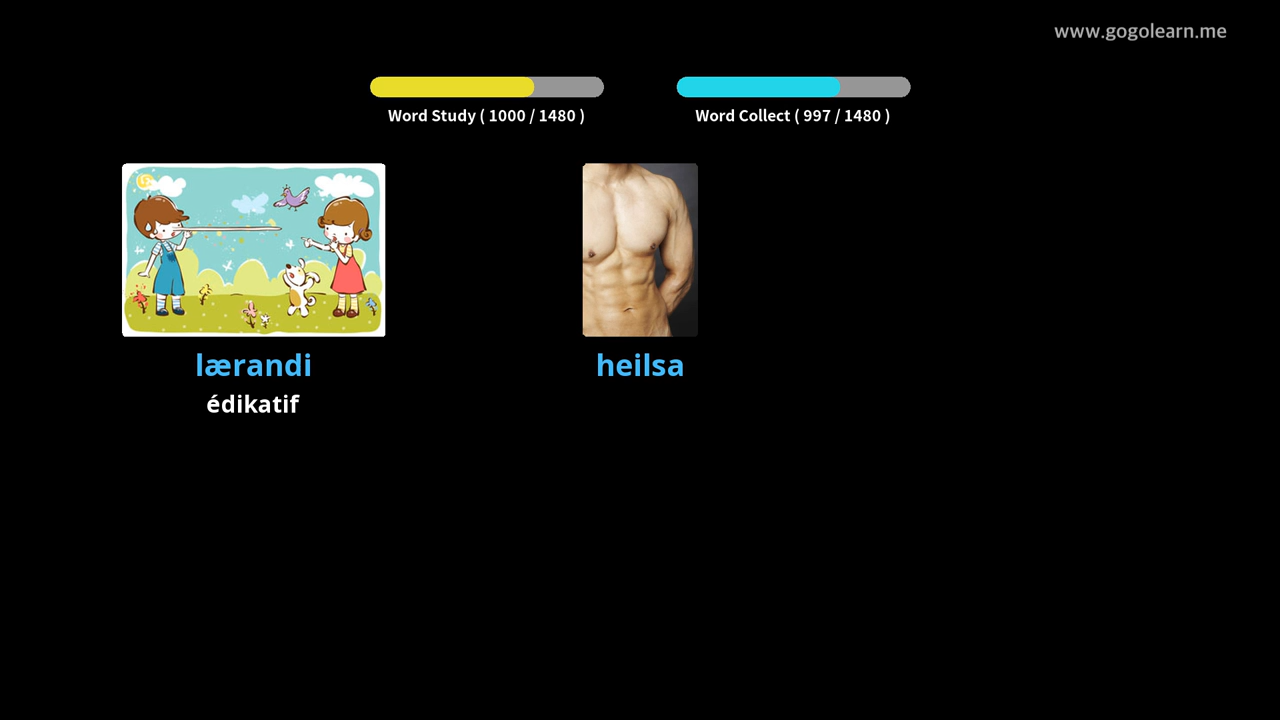 www.gogolearn.me
Word Study ( 1000 / 1480 )
Word Collect ( 997 / 1480 )
lærandi
heilsa
édikatif